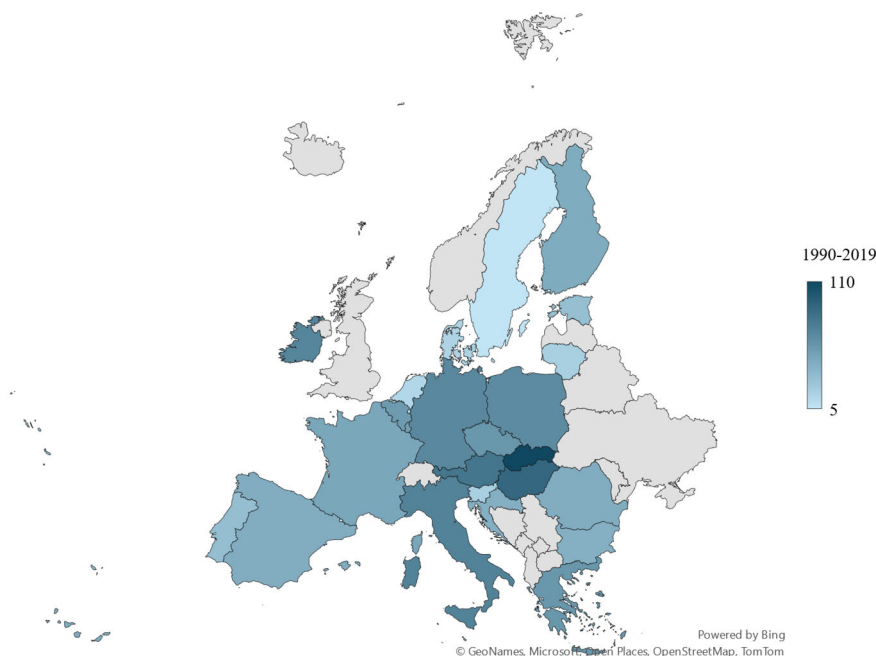 1990-2019
110
5
Powered by Bing
© GeoNames, Microsoft, Open Places, OpenStreetMap, TomTom